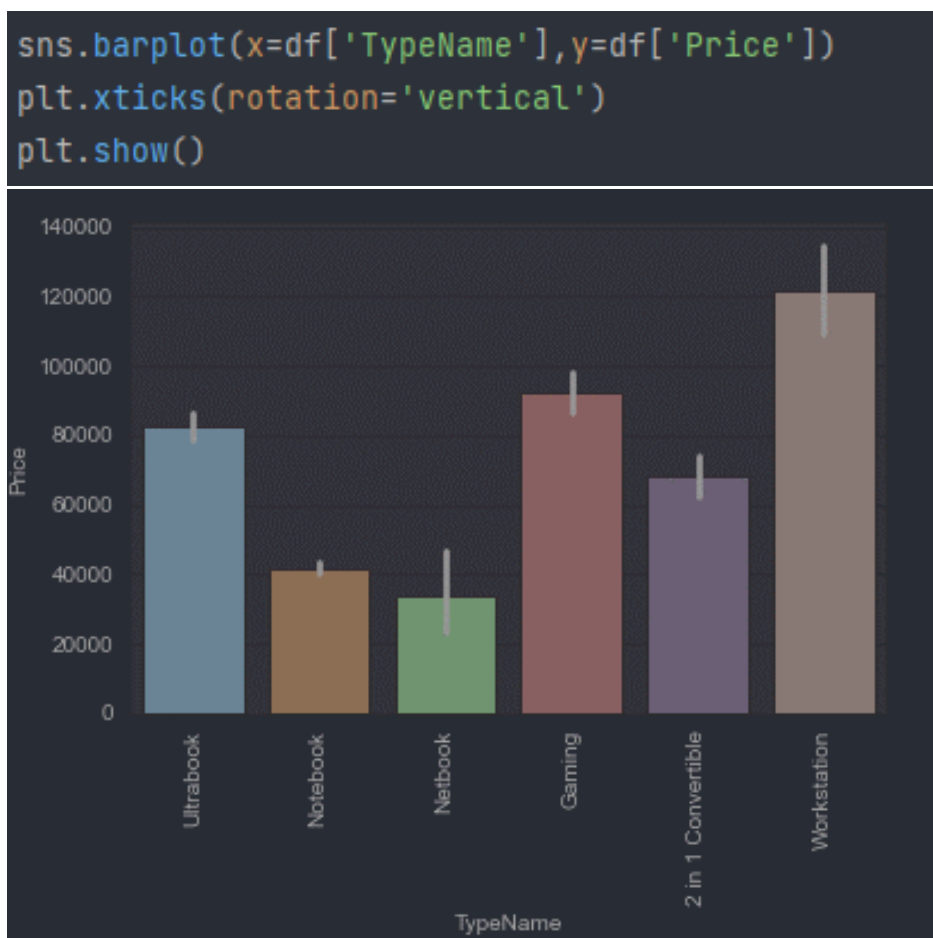 sns.barplot(x=df['TypeName'],y=df['Price'])
plt.xticks(rotation='vertical')
plt.show()
140000
120000
100000
80000
60000
40000
20000
0
Price
Ultrabook
Notebook
Netbook
Gaming
2 in 1 Convertible
Workstation
TypeName